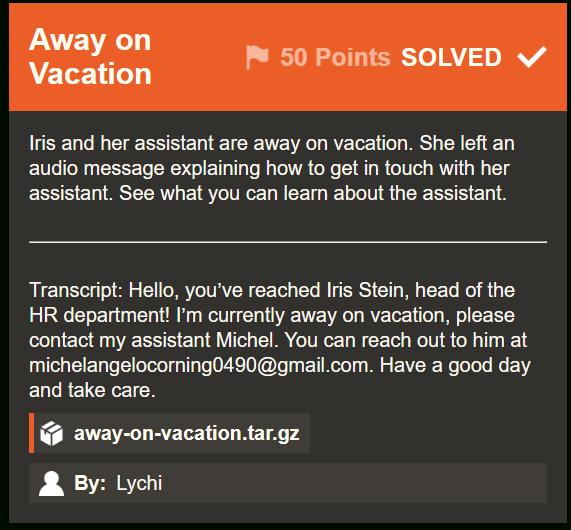 Away on
Vacation
50 Points SOLVED
Iris and her assistant are away on vacation. She left an
audio message explaining how to get in touch with her
assistant. See what you can learn about the assistant.
Transcript: Hello, you’ve reached Iris Stein, head of the
HR department! I’m currently away on vacation, please
contact my assistant Michel. You can reach out to him at
michelangelocorning0490@gmail.com. Have a good day
and take care.
away-on-vacation.tar.gz
By: Lychi